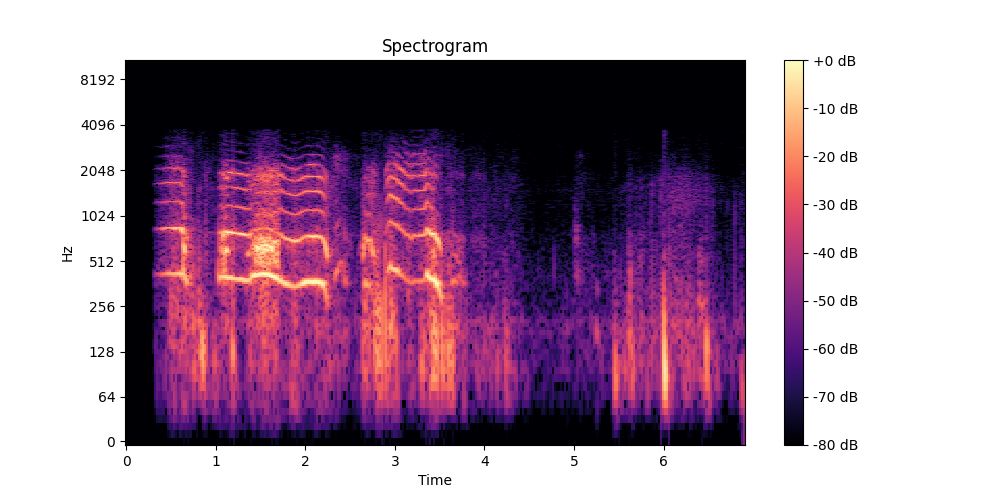 Spectrogram
8192
4096
2048
1024
512
256
128
64
0
Hz
0 1 2 3 4 5 6
Time
+0 dB
-10 dB
-20 dB
-30 dB
-40 dB
-50 dB
-60 dB
-70 dB
-80 dB